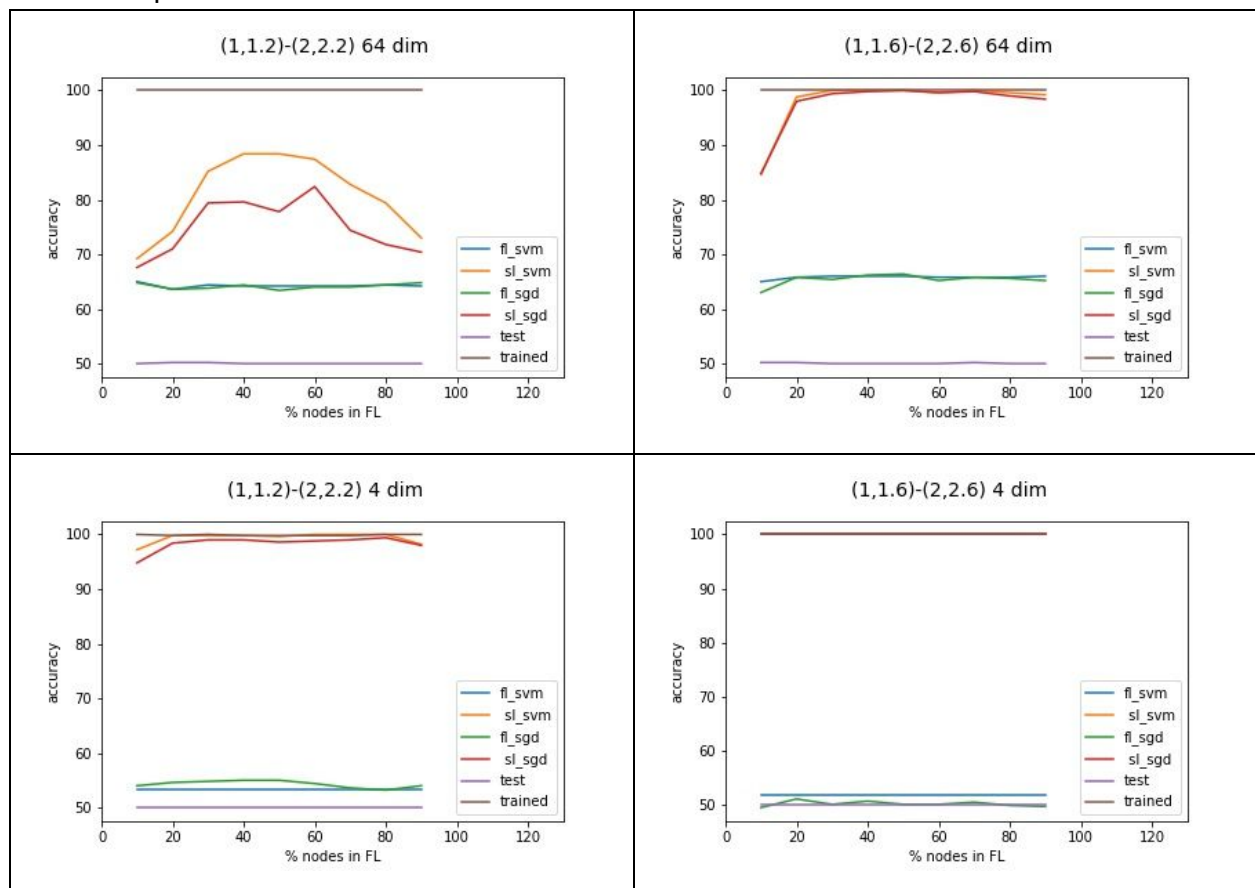 (1,1.2)-(2,2.2) 64 dim
100
90
80
70
60
50
accuracy
fl_svm
sl_svm
fl_sgd
sl_sgd
test
trained
0 20 40 60 80 100 120
% nodes in FL
(1,1.6)-(2,2.6) 64 dim
100
90
80
70
60
50
accuracy
fl_svm
sl_svm
fl_sgd
sl_sgd
test
trained
0 20 40 60 80 100 120
% nodes in FL
(1,1.2)-(2,2.2) 4 dim
100
90
80
70
60
50
accuracy
fl_svm
sl_svm
fl_sgd
sl_sgd
test
trained
0 20 40 60 80 100 120
% nodes in FL
(1,1.6)-(2,2.6) 4 dim
100
90
80
70
60
50
accuracy
fl_svm
sl_svm
fl_sgd
sl_sgd
test
trained
0 20 40 60 80 100 120
% nodes in FL